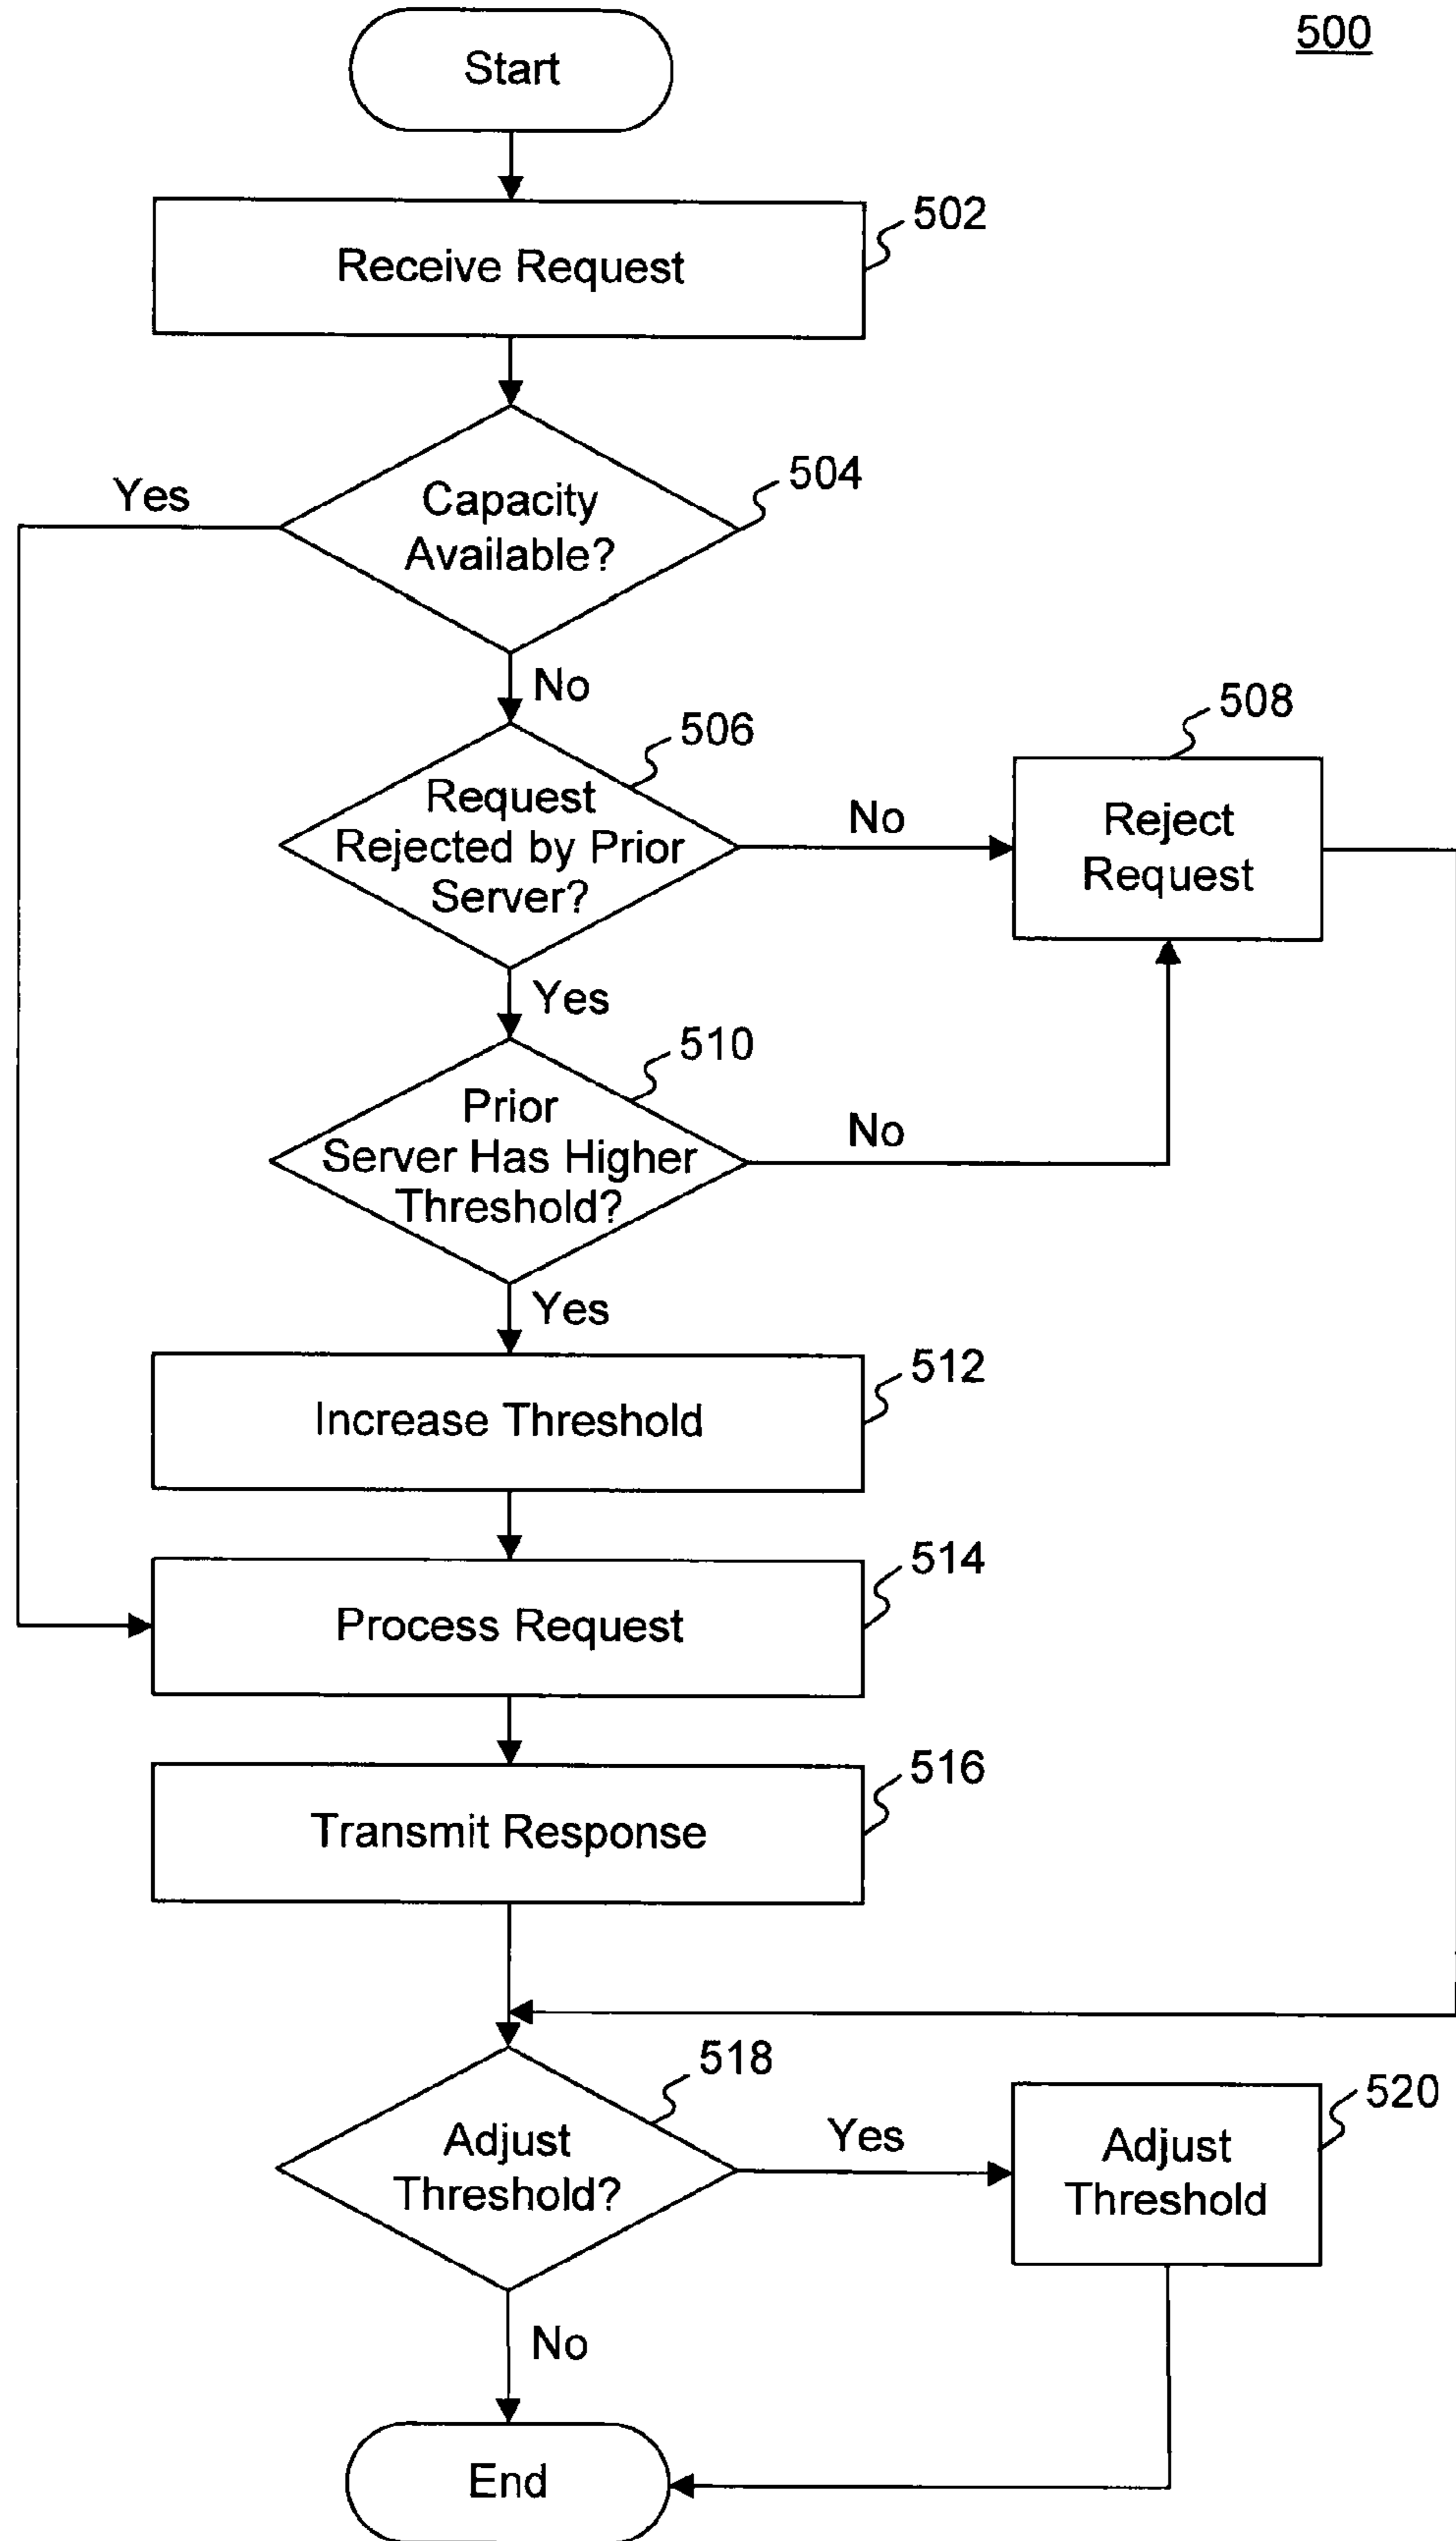 500
Start
502
Receive Request
504
Yes
Capacity
Available?
No
506
508
Request
Rejected by Prior
Server?
No
Reject
Request
Yes
510
Prior
Server Has Higher
Threshold?
No
Yes
512
Increase Threshold
514
Process Request
516
Transmit Response
518
520
Adjust
Threshold?
Yes
Adjust
Threshold
No
End